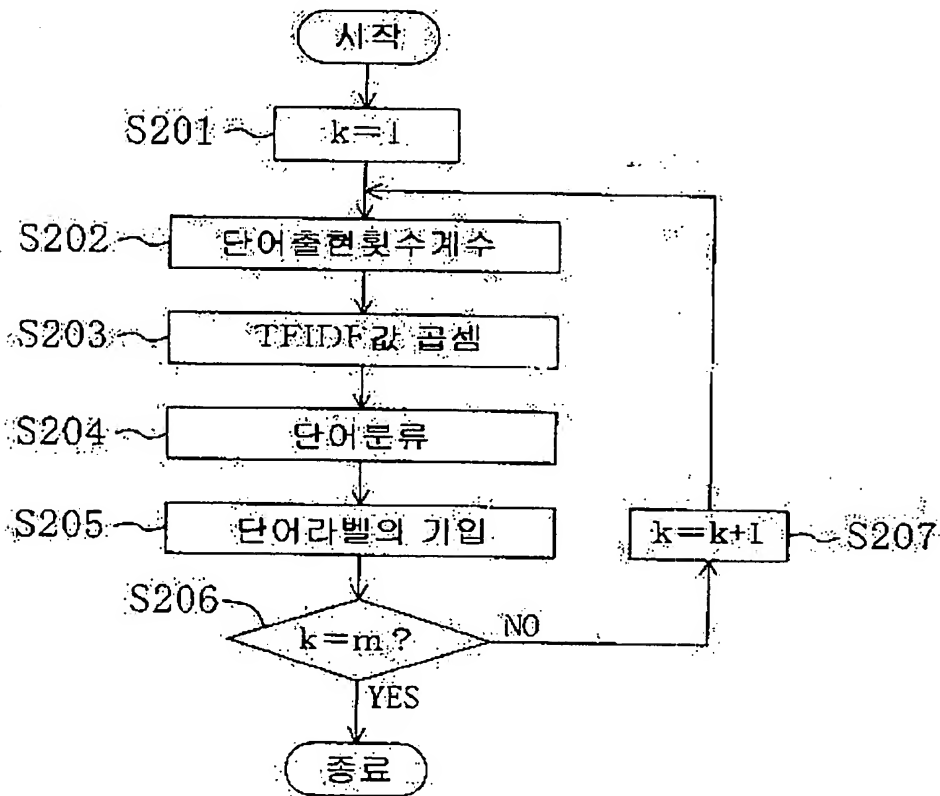 시작
S201 k=1
S202 단어출현횟수계수
S203 TFIDF값 곱셈
S204 단어분류
S205 단어라벨의 기입
k=k+1 S207
S206 k=m?
NO
YES
종료